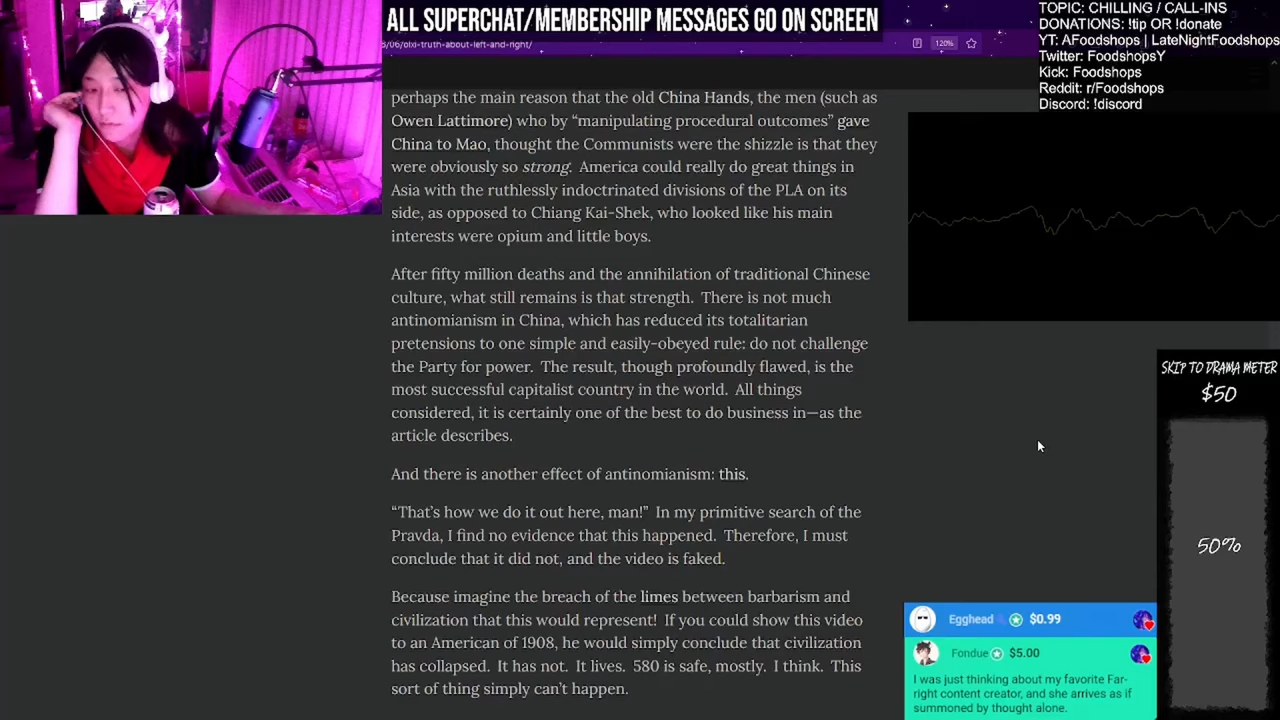 ALL SUPERCHAT/MEMBERSHIP MESSAGES GO ON SCREEN
/06/olxi-truth-about-left-and-right/
120%
TOPIC: CHILLING / CALL-INS
DONATIONS: !tip OR !donate
YT: AFoodshops | LateNightFoodshops
Twitter: FoodshopsY
Kick: Foodshops
Reddit: r/Foodshops
Discord: !discord
perhaps the main reason that the old China Hands, the men (such as
Owen Lattimore) who by “manipulating procedural outcomes” gave
China to Mao, thought the Communists were the shizzle is that they
were obviously so strong.  America could really do great things in
Asia with the ruthlessly indoctrinated divisions of the PLA on its
side, as opposed to Chiang Kai-Shek, who looked like his main
interests were opium and little boys.
After fifty million deaths and the annihilation of traditional Chinese
culture, what still remains is that strength.  There is not much
antinomianism in China, which has reduced its totalitarian
pretensions to one simple and easily-obeyed rule: do not challenge
the Party for power.  The result, though profoundly flawed, is the
most successful capitalist country in the world.  All things
considered, it is certainly one of the best to do business in—as the
article describes.
And there is another effect of antinomianism: this.
“That’s how we do it out here, man!”  In my primitive search of the
Pravda, I find no evidence that this happened.  Therefore, I must
conclude that it did not, and the video is faked.
Because imagine the breach of the limes between barbarism and
civilization that this would represent!  If you could show this video
to an American of 1908, he would simply conclude that civilization
has collapsed.  It has not.  It lives.  580 is safe, mostly.  I think.  This
sort of thing simply can’t happen.
SKIP TO DRAMA METER
$50
50%
Egghead $0.99
Fondue $5.00
I was just thinking about my favorite Far-
right content creator, and she arrives as if
summoned by thought alone.